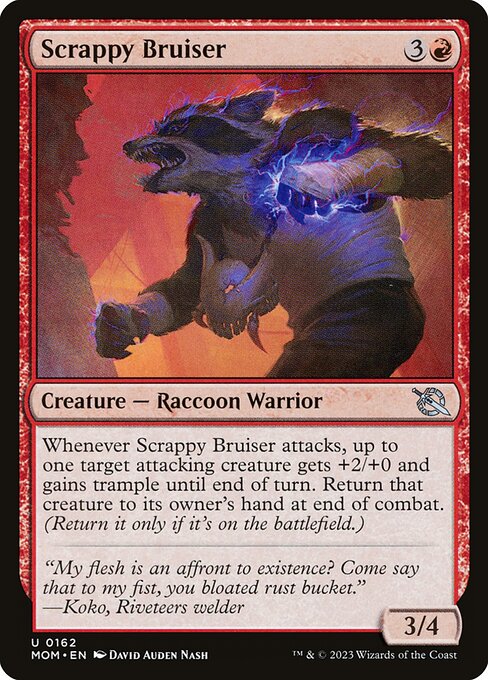 Scrappy Bruiser 3
Creature — Raccoon Warrior
Whenever Scrappy Bruiser attacks, up to
one target attacking creature gets +2/+0 and
gains trample until end of turn. Return that
creature to its owner's hand at end of combat.
(Return it only if it's on the battlefield.)
“My flesh is an affront to existence? Come say
that to my fist, you bloated rust bucket.”
—Koko, Riveteers welder
3/4
U 0162
MOM • EN David Auden Nash ™ & © 2023 Wizards of the Coast